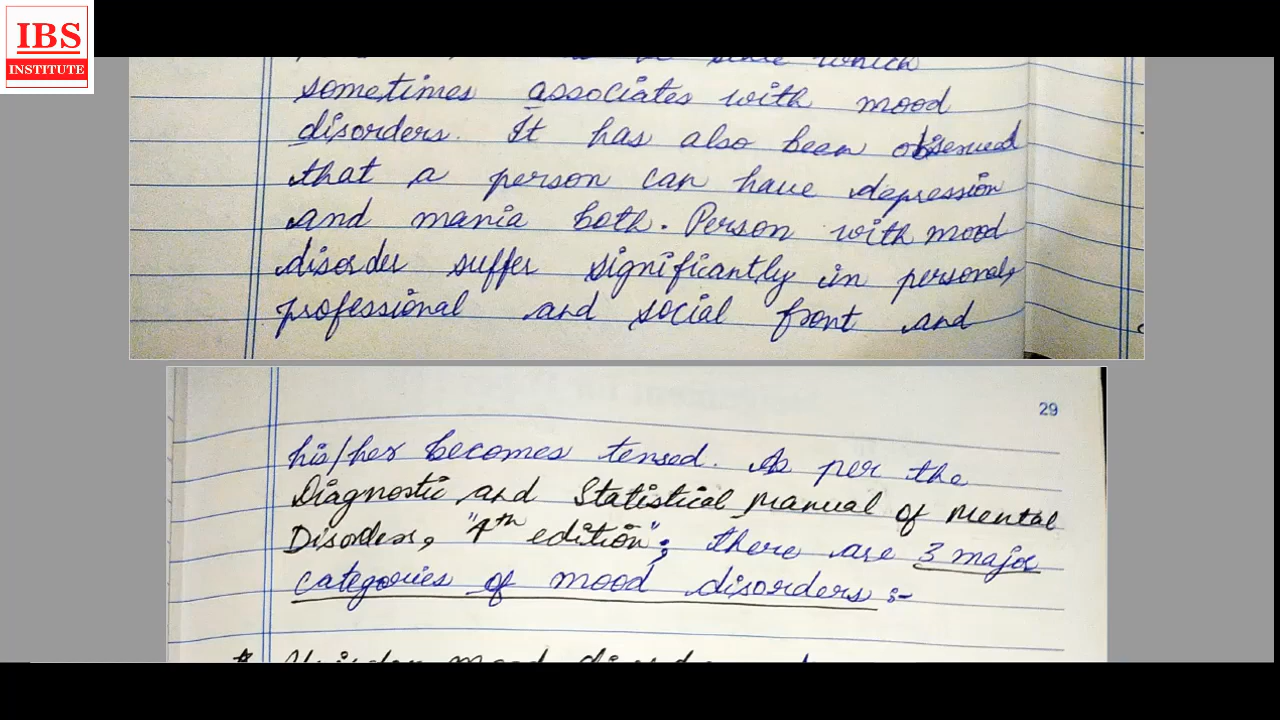 IBS
INSTITUTE
which
sometimes associates with mood
disorders. It has also been observed
that a person can have depression
and mania both. Person with mood
disorder suffer significantly in personal,
professional and social front and
29
his/her becomes tensed. As per the
Diagnostic and Statistical Manual of Mental
Disorders, "4th edition"; there are 3 major
categories of mood disorders :-
* mood